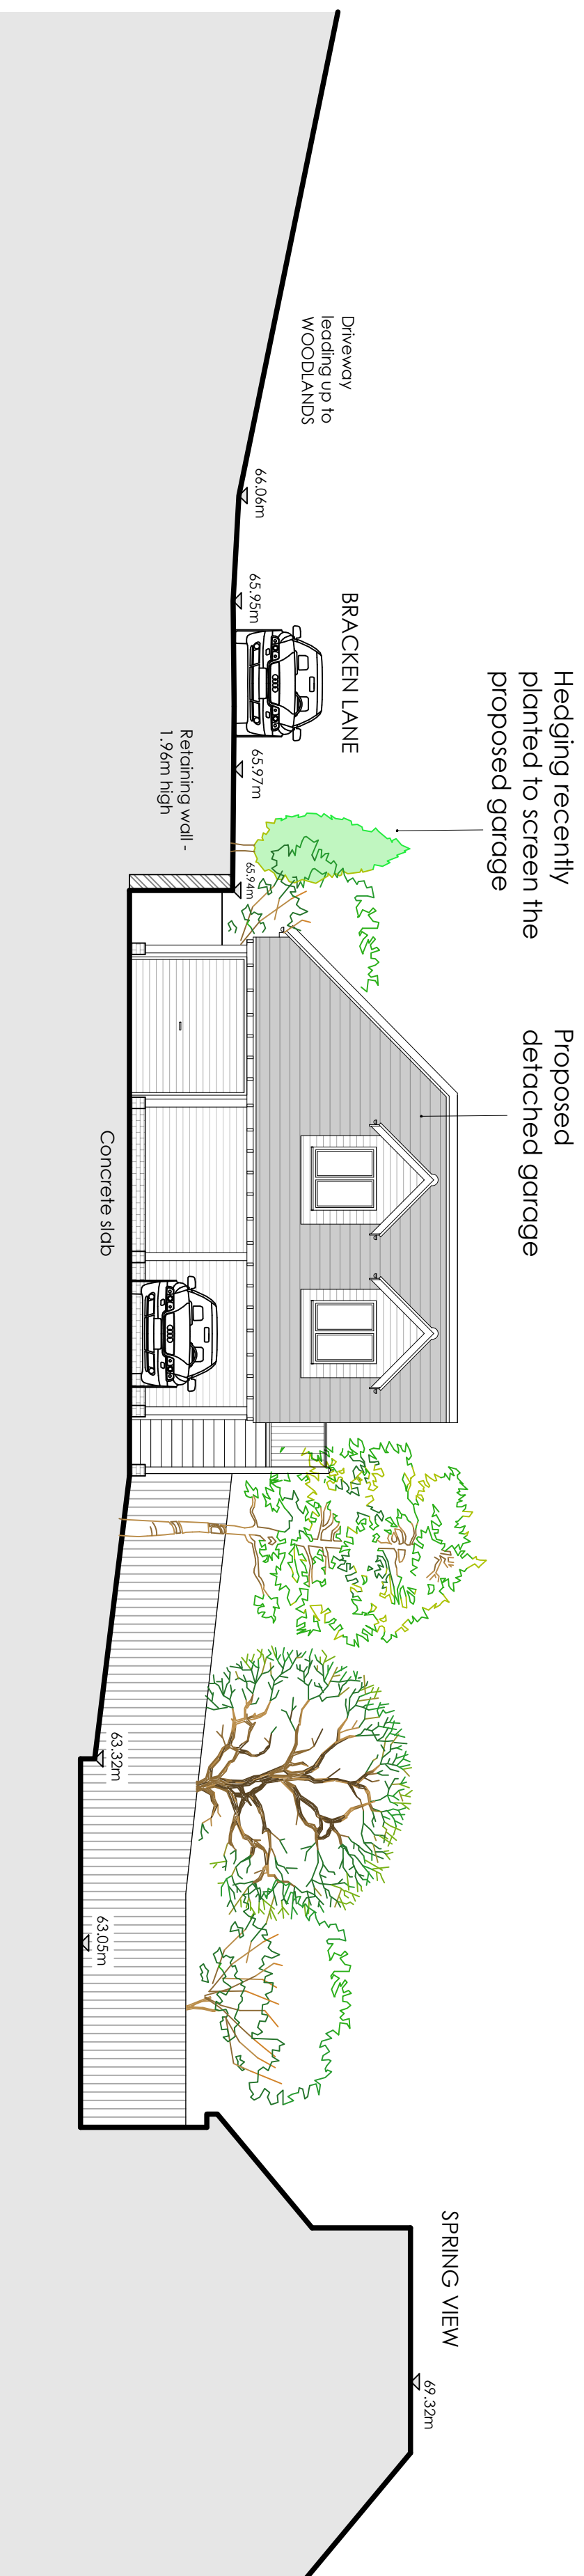 Hedging recently
planted to screen the
proposed garage
Proposed
detached garage
BRACKEN LANE
SPRING VIEW
Driveway
leading up to
WOODLANDS
66.06m
65.95m
65.97m
65.94m
Retaining wall -
1.96m high
Concrete slab
63.32m
63.05m
69.32m